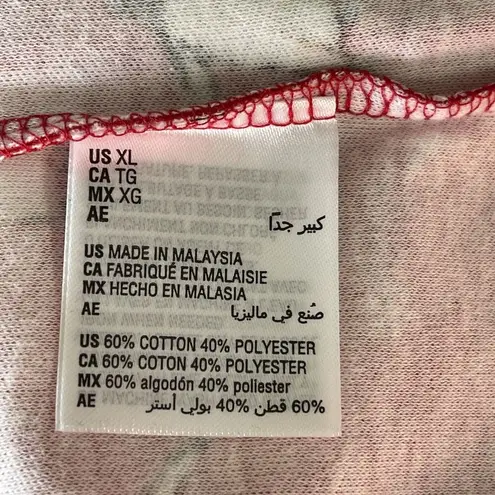 US XL
CA TG
MX XG
AE كبير جدًا
US MADE IN MALAYSIA
CA FABRIQUÉ EN MALAISIE
MX HECHO EN MALASIA
AE صُنع في ماليزيا
US 60% COTTON 40% POLYESTER
CA 60% COTON 40% POLYESTER
MX 60% algodón 40% poliester
AE 60% قطن 40% بولي أستر